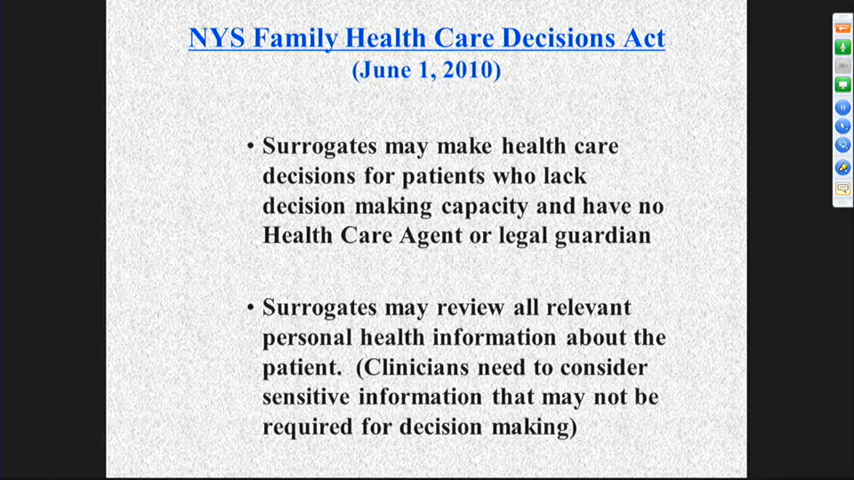 NYS Family Health Care Decisions Act
(June 1, 2010)
• Surrogates may make health care
decisions for patients who lack
decision making capacity and have no
Health Care Agent or legal guardian
• Surrogates may review all relevant
personal health information about the
patient. (Clinicians need to consider
sensitive information that may not be
required for decision making)